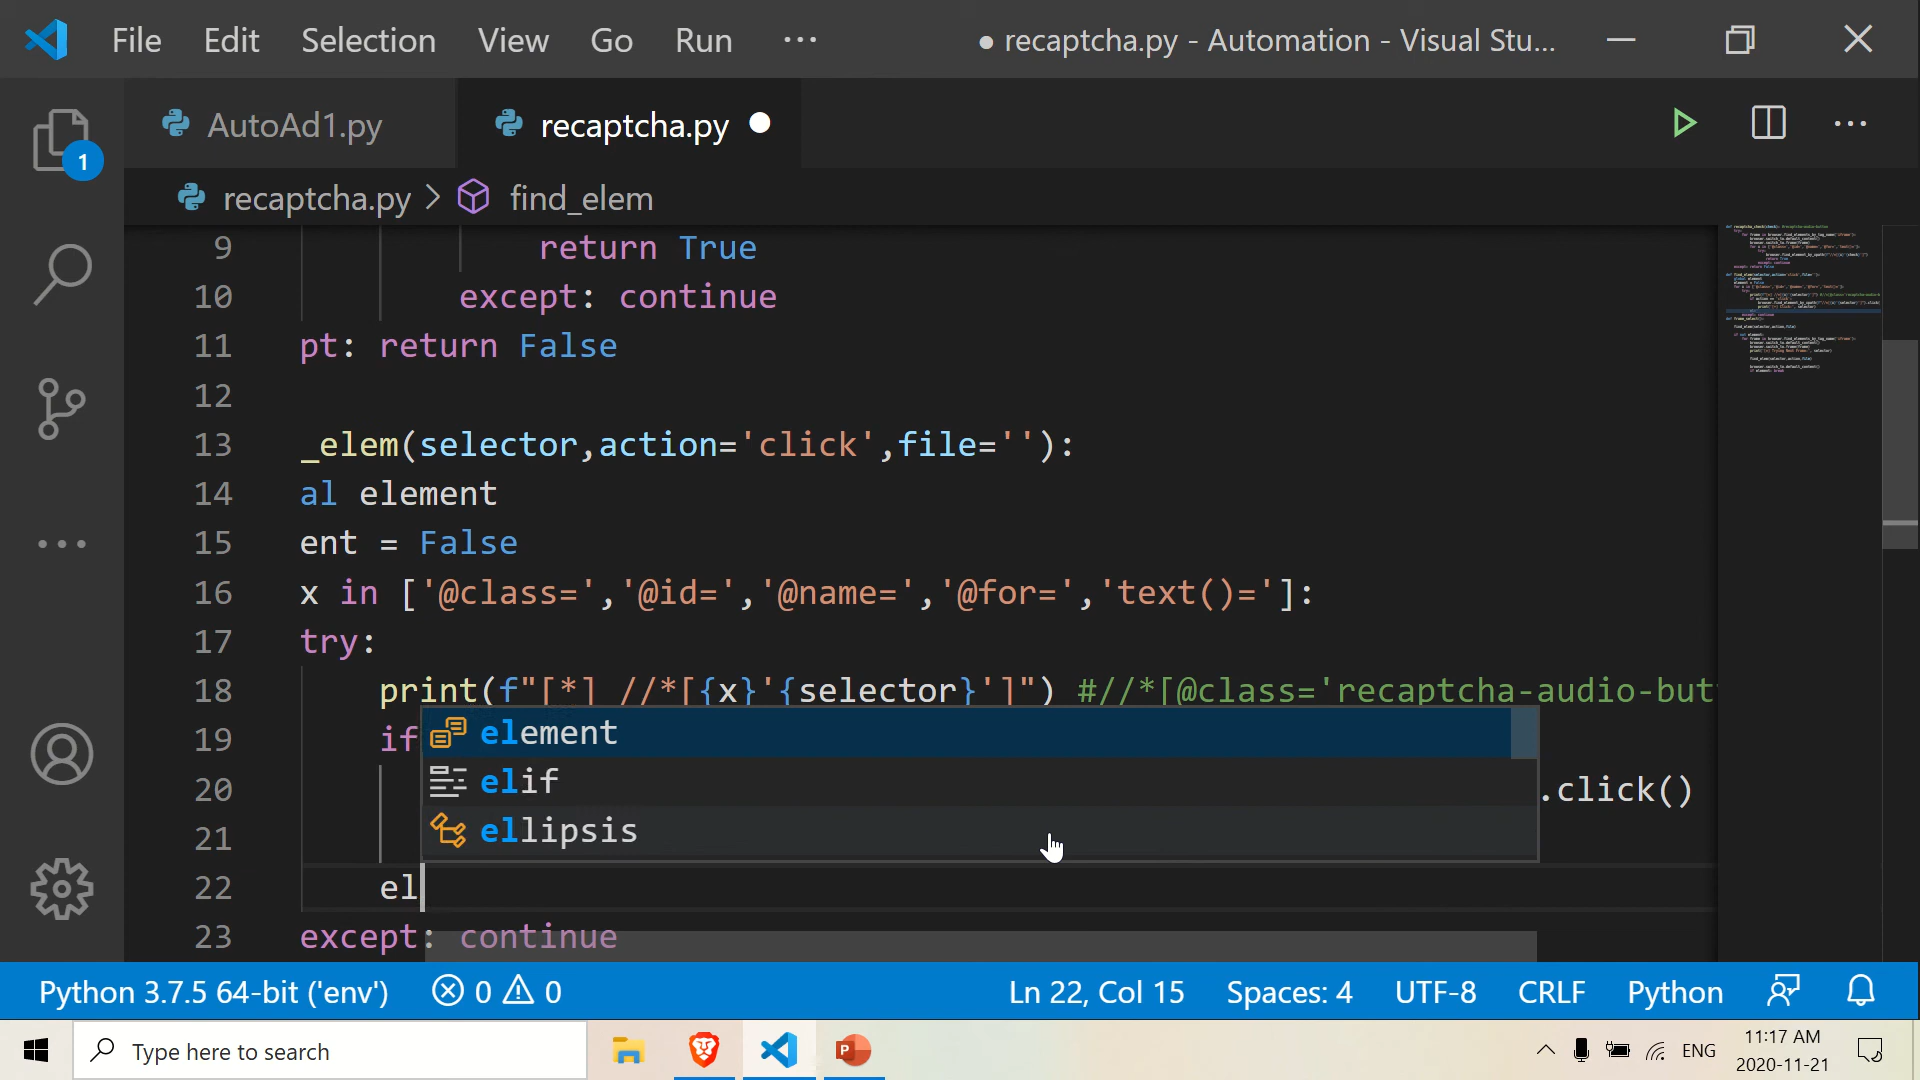 File Edit Selection View Go Run ··· ● recaptcha.py - Automation - Visual Stu...
AutoAd1.py recaptcha.py
1
recaptcha.py > find_elem
9 return True
10 except: continue
11 pt: return False
12
13 _elem(selector,action='click',file=''):
14 al element
15 ent = False
16 x in ['@class=','@id=','@name=','@for=','text()=']:
17 try:
18 print(f"[*] //*[{x}'{selector}']") #//*[@class='recaptcha-audio-but
19 if
element
elif
20 .click()
21
ellipsis
22 el
23 except: continue
Python 3.7.5 64-bit ('env') 0 0 Ln 22, Col 15 Spaces: 4 UTF-8 CRLF Python
Type here to search ENG 11:17 AM
2020-11-21